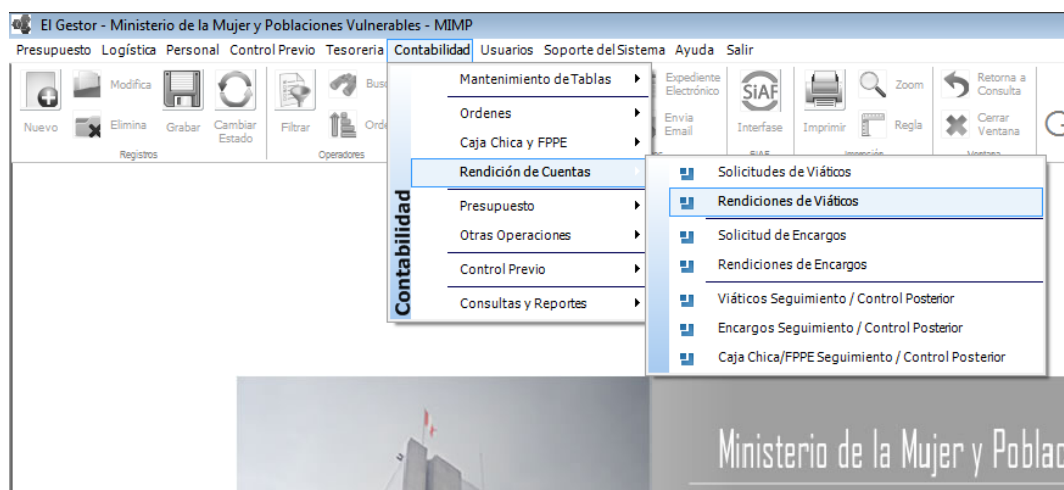 El Gestor - Ministerio de la Mujer y Poblaciones Vulnerables - MIMP
Presupuesto Logística Personal Control Previo Tesoreria Contabilidad Usuarios Soporte del Sistema Ayuda Salir
Nuevo
Modifica
Elimina
Grabar
Cambiar
Estado
Registros
Filtrar
Busc
Orde
Operadores
Expediente
Electrónico
Envia
Email
SiAF
Interfase
Imprimir
Zoom
Regla
Retorna a
Consulta
Cerrar
Ventana
Contabilidad
Mantenimiento de Tablas
Ordenes
Caja Chica y FPPE
Rendición de Cuentas
Presupuesto
Otras Operaciones
Control Previo
Consultas y Reportes
Solicitudes de Viáticos
Rendiciones de Viáticos
Solicitud de Encargos
Rendiciones de Encargos
Viáticos Seguimiento / Control Posterior
Encargos Seguimiento / Control Posterior
Caja Chica/FPPE Seguimiento / Control Posterior
Ministerio de la Mujer y Poblac